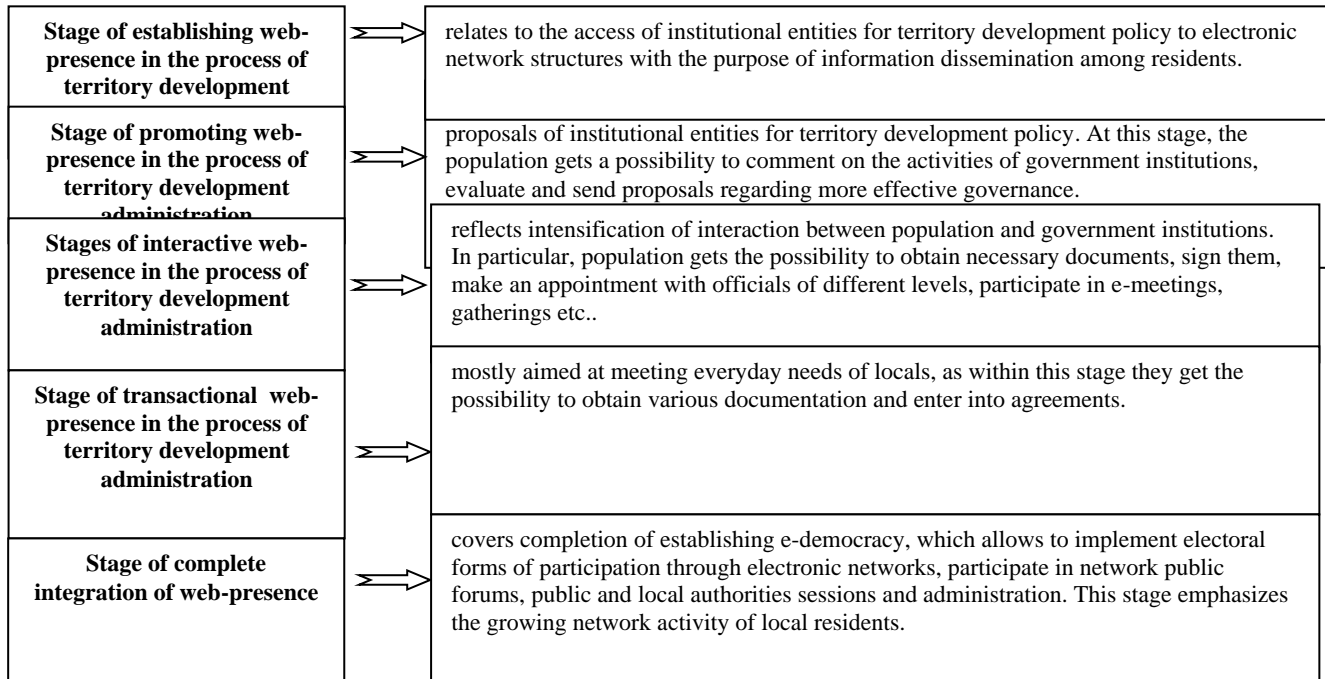 Stage of establishing web-
presence in the process of
territory development
relates to the access of institutional entities for territory development policy to electronic
network structures with the purpose of information dissemination among residents.
Stage of promoting web-
presence in the process of
territory development
administration
proposals of institutional entities for territory development policy. At this stage, the
population gets a possibility to comment on the activities of government institutions,
evaluate and send proposals regarding more effective governance.
Stages of interactive web-
presence in the process of
territory development
administration
reflects intensification of interaction between population and government institutions.
In particular, population gets the possibility to obtain necessary documents, sign them,
make an appointment with officials of different levels, participate in e-meetings,
gatherings etc..
Stage of transactional web-
presence in the process of
territory development
administration
mostly aimed at meeting everyday needs of locals, as within this stage they get the
possibility to obtain various documentation and enter into agreements.
Stage of complete
integration of web-presence
covers completion of establishing e-democracy, which allows to implement electoral
forms of participation through electronic networks, participate in network public
forums, public and local authorities sessions and administration. This stage emphasizes
the growing network activity of local residents.